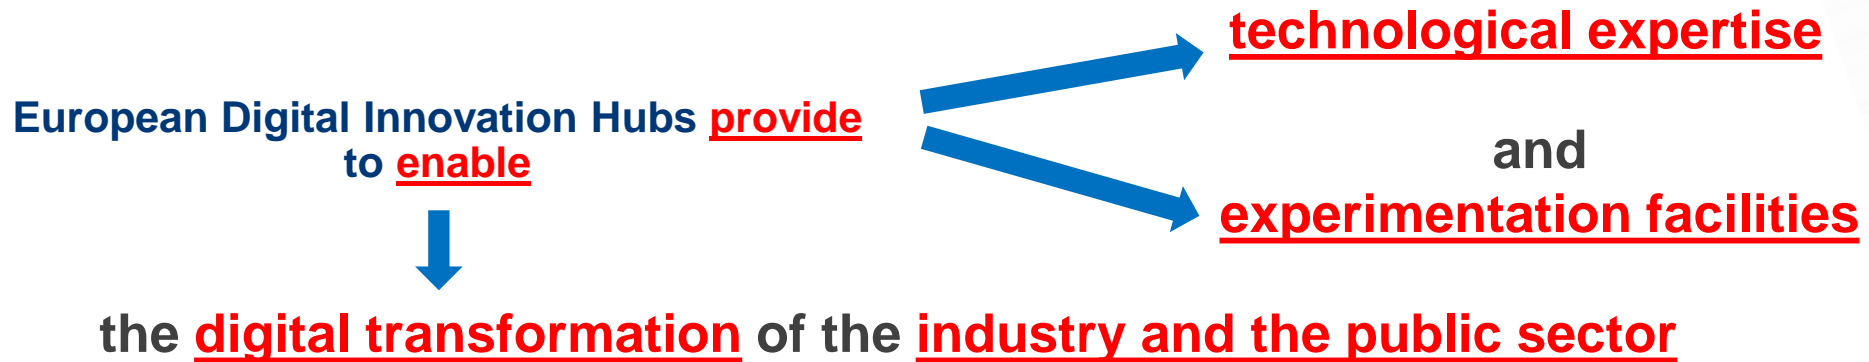 European Digital Innovation Hubs provide
to enable
technological expertise
and
experimentation facilities
the digital transformation of the industry and the public sector